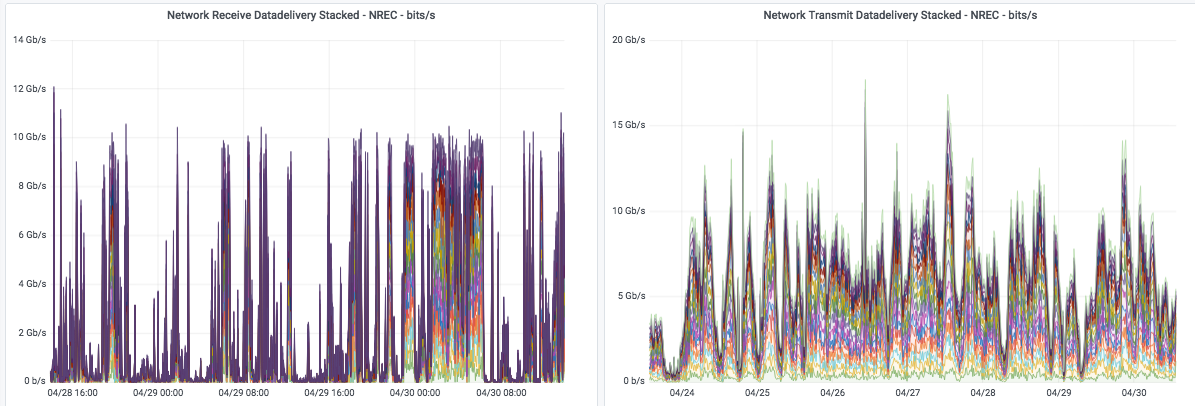 Network Receive Datadelivery Stacked - NREC - bits/s
14 Gb/s
12 Gb/s
10 Gb/s
8 Gb/s
6 Gb/s
4 Gb/s
2 Gb/s
0 b/s
04/28 16:00 04/29 00:00 04/29 08:00 04/29 16:00 04/30 00:00 04/30 08:00
Network Transmit Datadelivery Stacked - NREC - bits/s
20 Gb/s
15 Gb/s
10 Gb/s
5 Gb/s
0 b/s
04/24 04/25 04/26 04/27 04/28 04/29 04/30